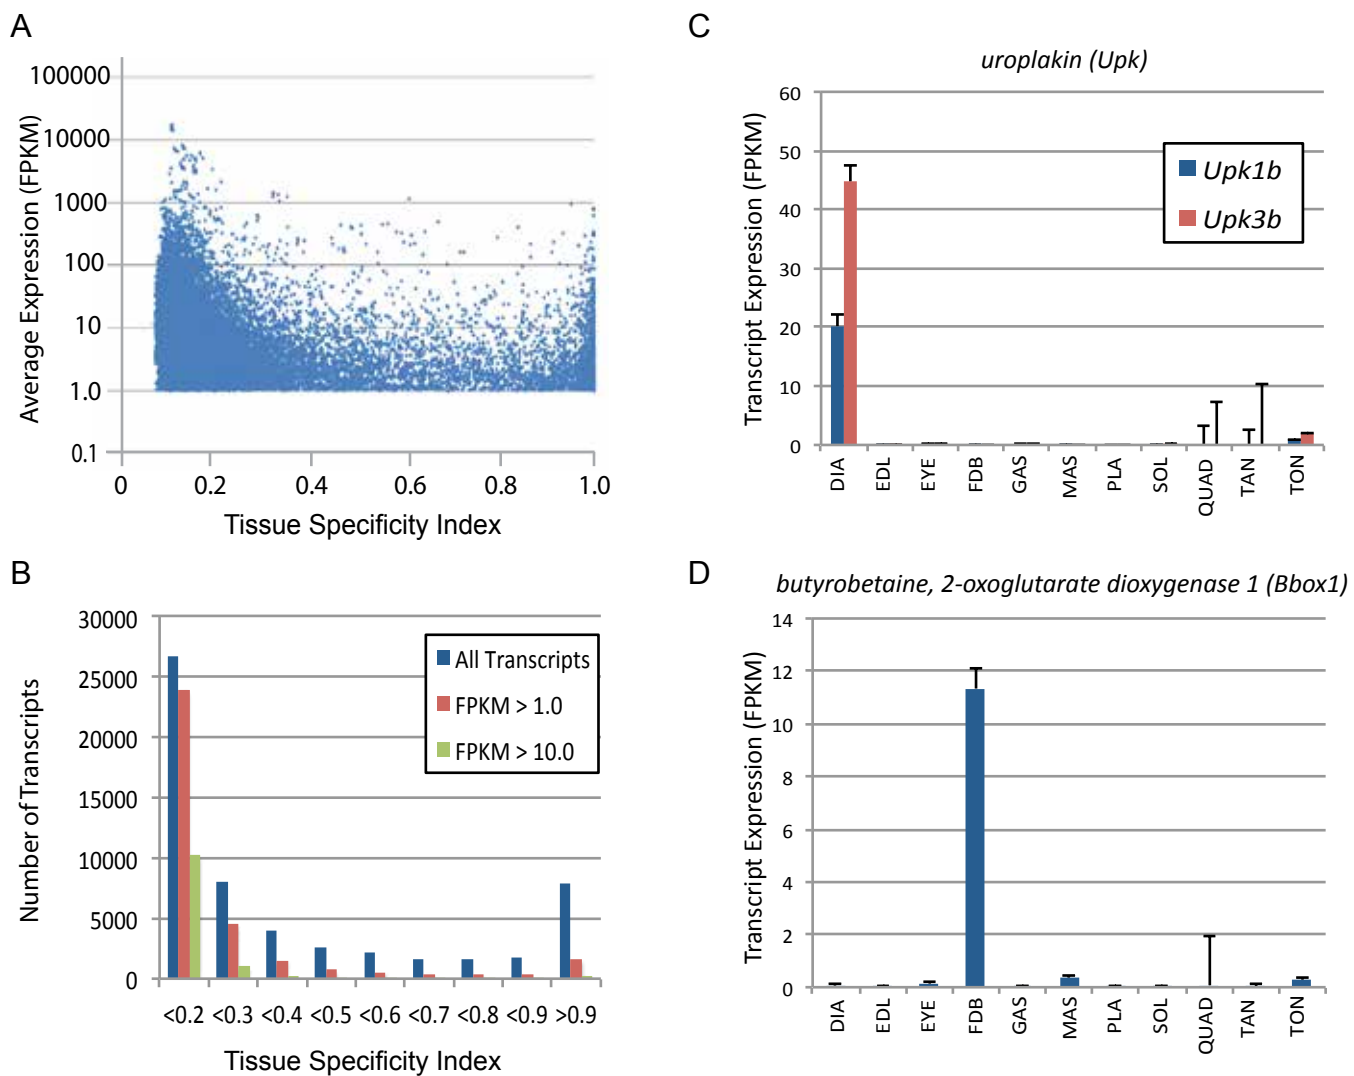 A
100000
10000
1000
100
10
1.0
0.1
Average Expression (FPKM)
0 0.2 0.4 0.6 0.8 1.0
Tissue Specificity Index
B
30000
25000
20000
15000
10000
5000
0
Number of Transcripts
All Transcripts
FPKM > 1.0
FPKM > 10.0
<0.2 <0.3 <0.4 <0.5 <0.6 <0.7 <0.8 <0.9 >0.9
Tissue Specificity Index
C
uroplakin (Upk)
60
50
40
30
20
10
0
Transcript Expression (FPKM)
Upk1b
Upk3b
DIA EDL EYE FDB GAS MAS PLA SOL QUAD TAN TON
D
butyrobetaine, 2-oxoglutarate dioxygenase 1 (Bbox1)
14
12
10
8
6
4
2
0
Transcript Expression (FPKM)
DIA EDL EYE FDB GAS MAS PLA SOL QUAD TAN TON